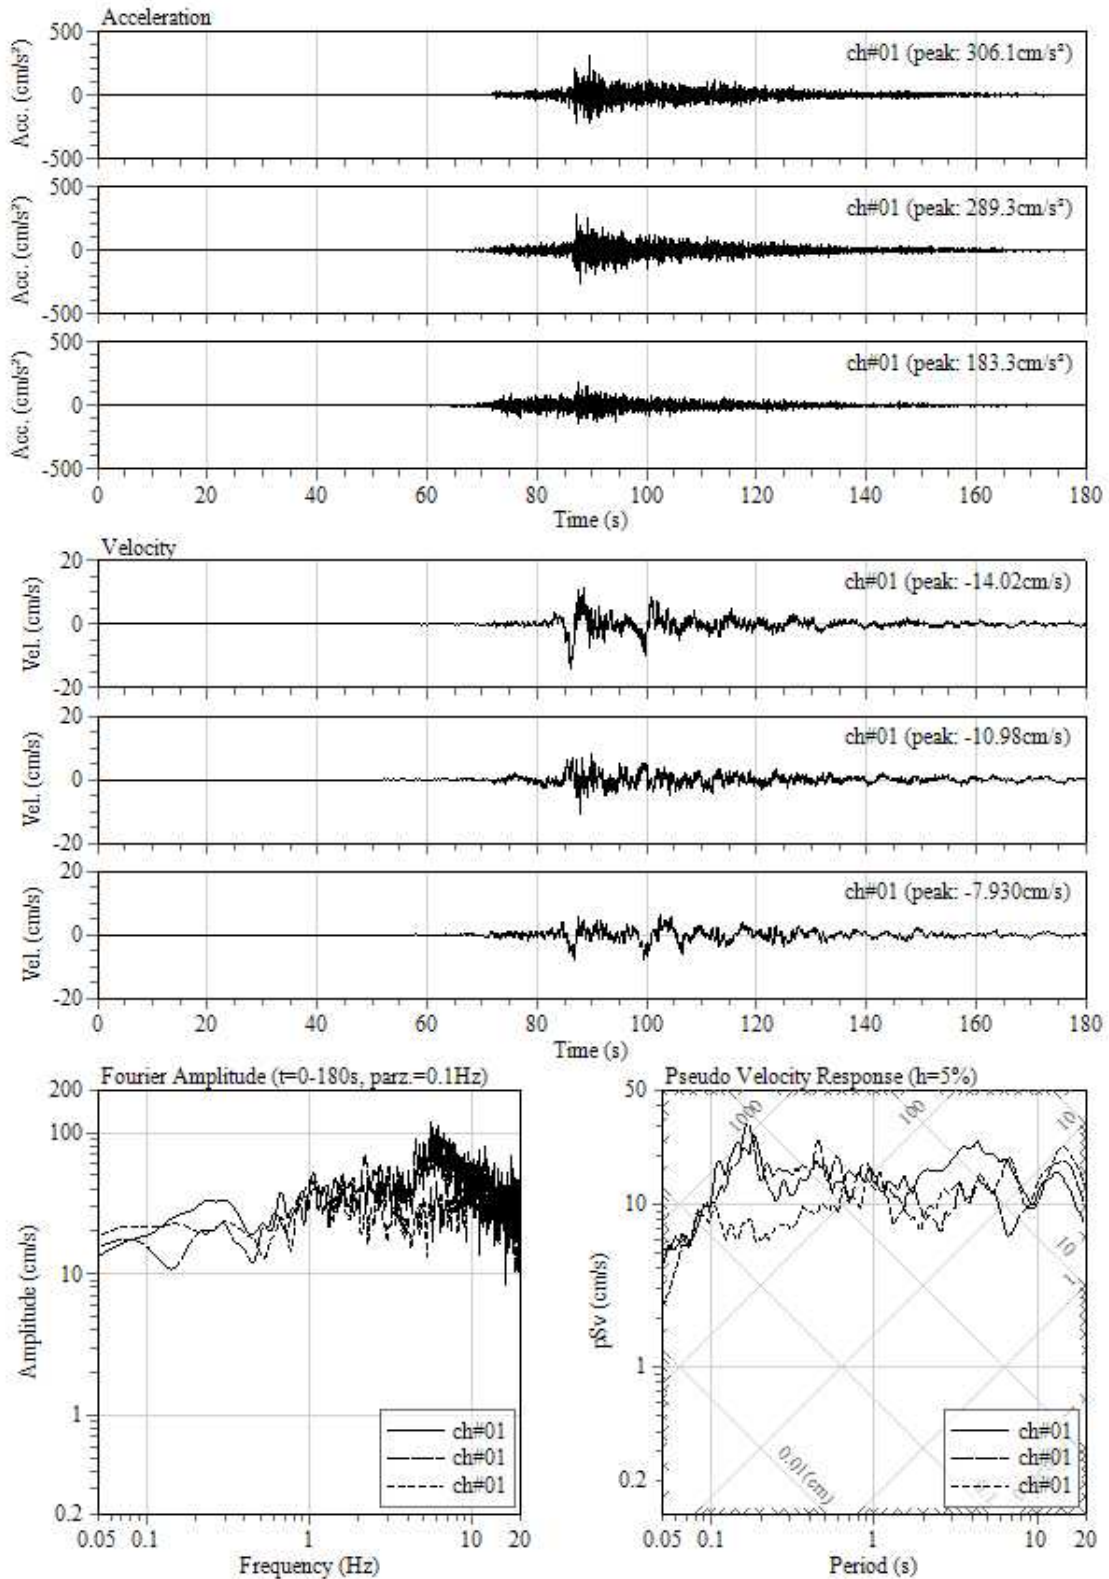 Acceleration
500
ch#01 (peak: 306.1cm/s²)
Acc. (cm/s²)
0
-500
500
ch#01 (peak: 289.3cm/s²)
Acc. (cm/s²)
0
-500
500
ch#01 (peak: 183.3cm/s²)
Acc. (cm/s²)
0
-500
0 20 40 60 80 100 120 140 160 180
Time (s)
Velocity
20
ch#01 (peak: -14.02cm/s)
Vel. (cm/s)
0
-20
20
ch#01 (peak: -10.98cm/s)
Vel. (cm/s)
0
-20
20
ch#01 (peak: -7.930cm/s)
Vel. (cm/s)
0
-20
0 20 40 60 80 100 120 140 160 180
Time (s)
Fourier Amplitude (t=0-180s, parz.=0.1Hz)
200
100
10
1
0.2
Amplitude (cm/s)
ch#01
ch#01
ch#01
0.05 0.1 1 10 20
Frequency (Hz)
Pseudo Velocity Response (h=5%)
50
10
1
0.2
pSv (cm/s)
1000
100
10
10
1
0.01(cm)
ch#01
ch#01
ch#01
0.05 0.1 1 10 20
Period (s)